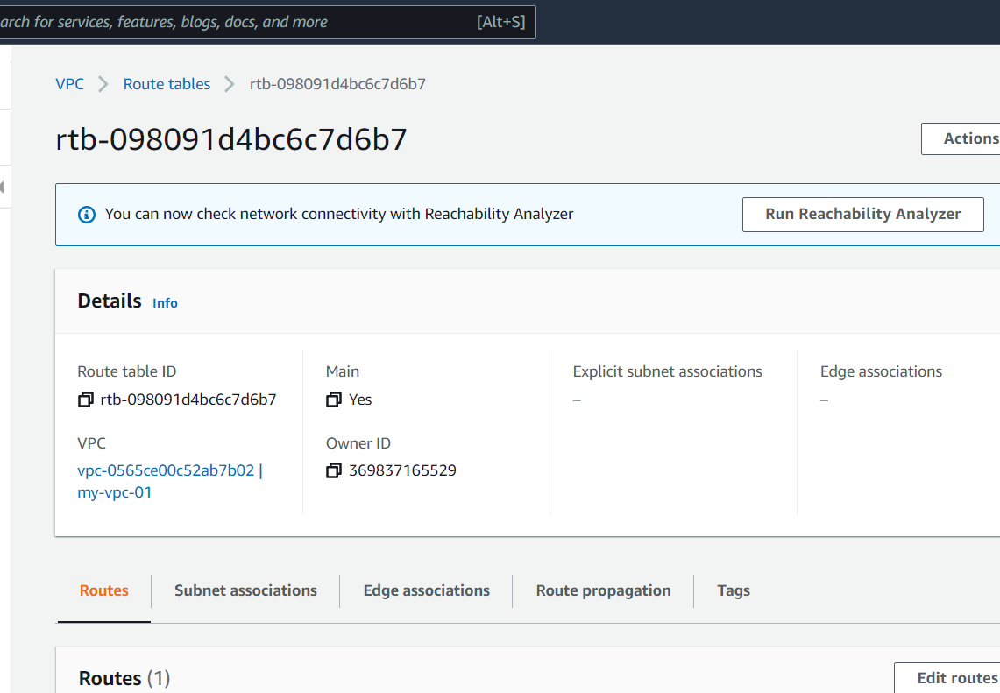 arch for services, features, blogs, docs, and more [Alt+S]
VPC > Route tables > rtb-098091d4bc6c7d6b7
rtb-098091d4bc6c7d6b7
Actions
You can now check network connectivity with Reachability Analyzer
Run Reachability Analyzer
Details Info
Route table ID
rtb-098091d4bc6c7d6b7
VPC
vpc-0565ce00c52ab7b02 |
my-vpc-01
Main
Yes
Owner ID
369837165529
Explicit subnet associations
–
Edge associations
–
Routes
Subnet associations
Edge associations
Route propagation
Tags
Routes (1)
Edit routes